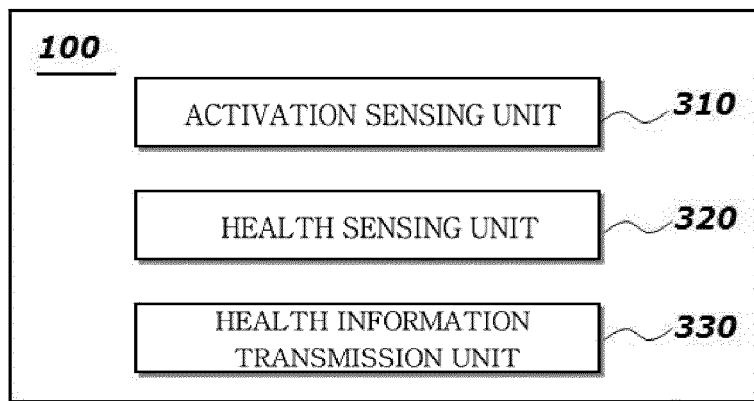 100
ACTIVATION SENSING UNIT
310
HEALTH SENSING UNIT
320
HEALTH INFORMATION
TRANSMISSION UNIT
330